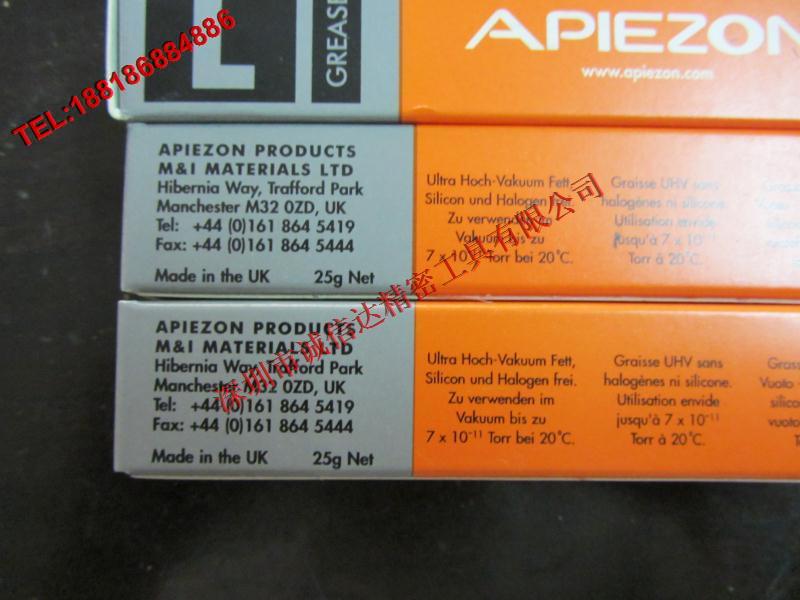 L
GREASE
APIEZON
www.apiezon.com
TEL:18818688​4886
APIEZON PRODUCTS
M&I MATERIALS LTD
Hibernia Way, Trafford Park
Manchester M32 0ZD, UK
Tel: +44 (0)161 864 5419
Fax: +44 (0)161 864 5444
Made in the UK 25g Net
Ultra Hoch-Vakuum Fett,
Silicon und Halogen frei.
Zu verwenden im
Vakuum bis zu
7 x 10⁻¹¹ Torr bei 20°C.
Graisse UHV sans
halogènes ni silicone.
Utilisation envide
jusqu'à 7 x 10⁻¹¹
Torr à 20°C.
深圳市诚信达精密工具有限公司
APIEZON PRODUCTS
M&I MATERIALS LTD
Hibernia Way, Trafford Park
Manchester M32 0ZD, UK
Tel: +44 (0)161 864 5419
Fax: +44 (0)161 864 5444
Made in the UK 25g Net
Ultra Hoch-Vakuum Fett,
Silicon und Halogen frei.
Zu verwenden im
Vakuum bis zu
7 x 10⁻¹¹ Torr bei 20°C.
Graisse UHV sans
halogènes ni silicone.
Utilisation envide
jusqu'à 7 x 10⁻¹¹
Torr à 20°C.
Vuoto